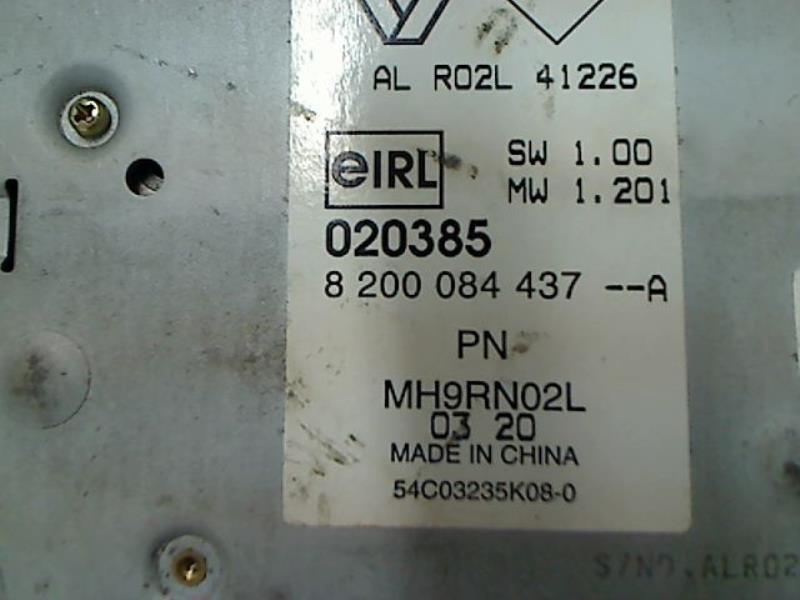 AL R02L 41226
eIRL SW 1.00
MW 1.201
020385
8 200 084 437 --A
PN
MH9RN02L
03 20
MADE IN CHINA
54C03235K08-0
S/NO.ALR02